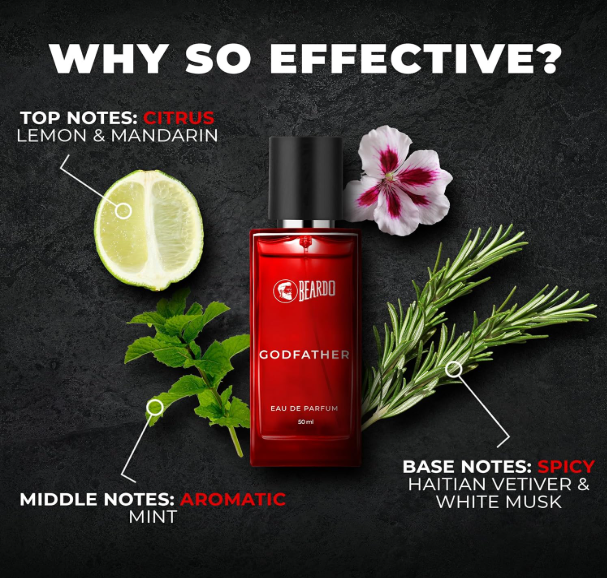 WHY SO EFFECTIVE?
TOP NOTES: CITRUS
LEMON & MANDARIN
BEARDO
GODFATHER
EAU DE PARFUM
50 ml
MIDDLE NOTES: AROMATIC
MINT
BASE NOTES: SPICY
HAITIAN VETIVER &
WHITE MUSK